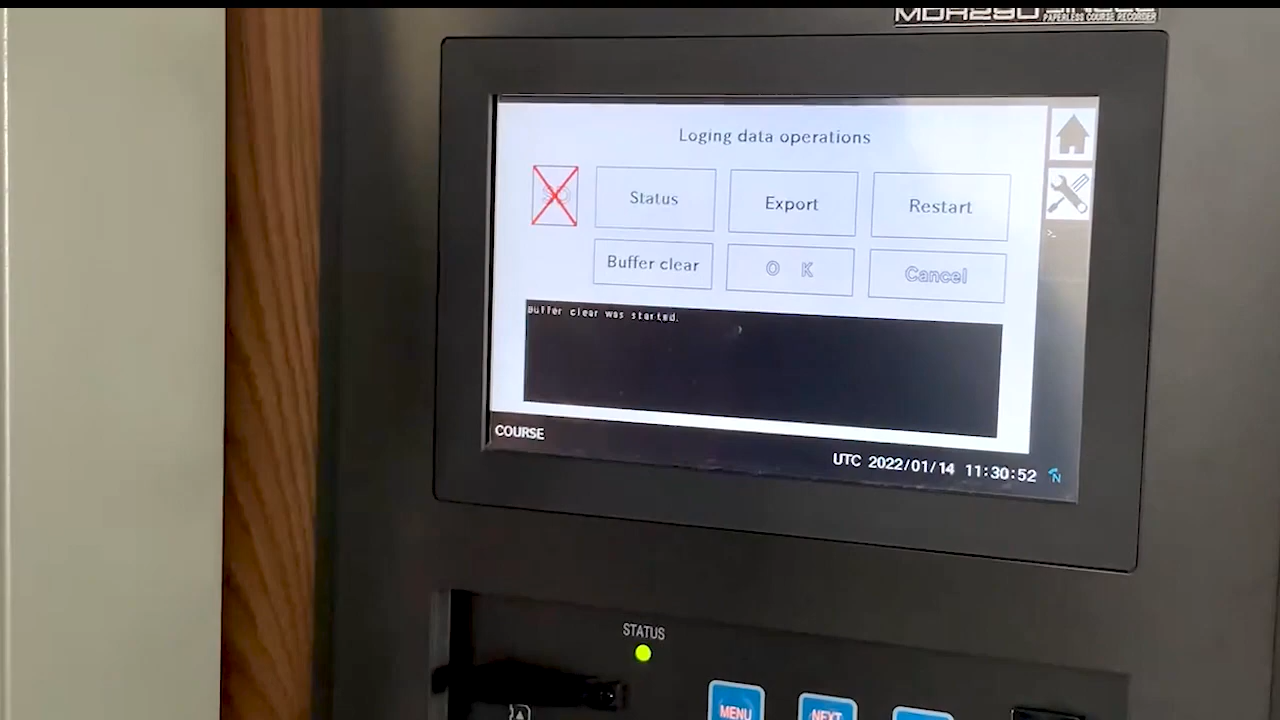 PAPERLESS COURSE RECORDER
Loging data operations
SD
Status
Export
Restart
Buffer clear
O K
Cancel
Buffer clear was started.
COURSE
UTC 2022/01/14 11:30:52
N
STATUS
MENU
NEXT